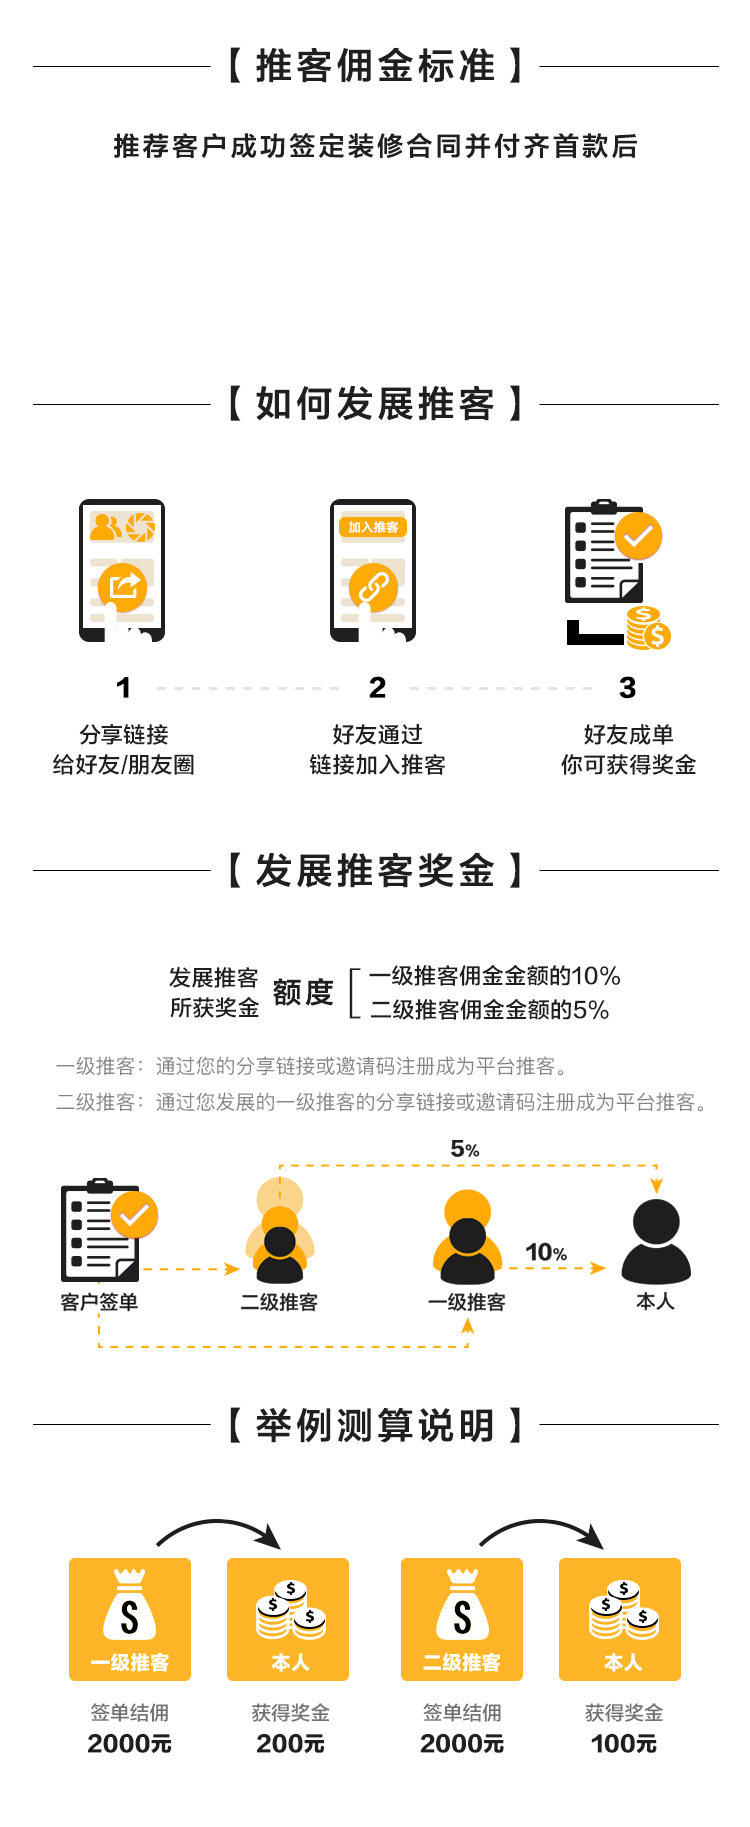 【推客佣金标准】
推荐客户成功签定装修合同并付齐首款后
【如何发展推客】
加入推客
1
2
3
分享链接
给好友/朋友圈
好友通过
链接加入推客
好友成单
你可获得奖金
【发展推客奖金】
发展推客
所获奖金
额度
一级推客佣金金额的10%
二级推客佣金金额的5%
一级推客：通过您的分享链接或邀请码注册成为平台推客。
二级推客：通过您发展的一级推客的分享链接或邀请码注册成为平台推客。
5%
10%
客户签单
二级推客
一级推客
本人
【举例测算说明】
$
一级推客
本人
$
二级推客
本人
签单结佣
2000元
获得奖金
200元
签单结佣
2000元
获得奖金
100元